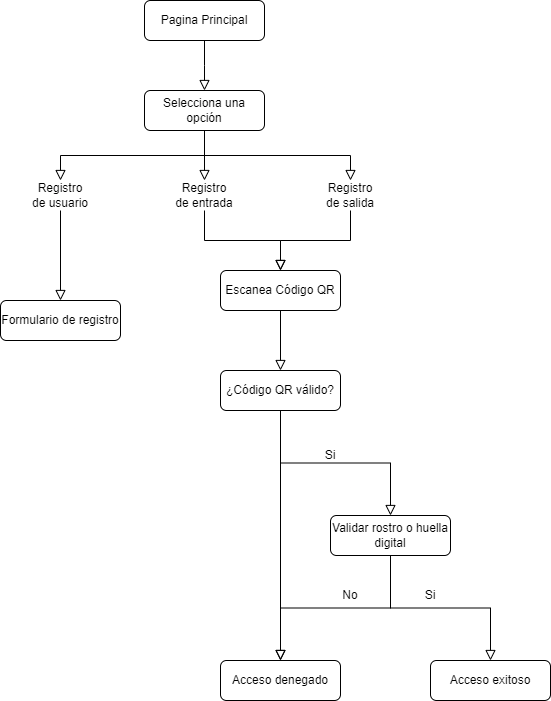 Pagina Principal
Selecciona una
opción
Registro
de usuario
Registro
de entrada
Registro
de salida
Escanea Código QR
Formulario de registro
¿Código QR válido?
Si
Validar rostro o huella
digital
No
Si
Acceso denegado
Acceso exitoso